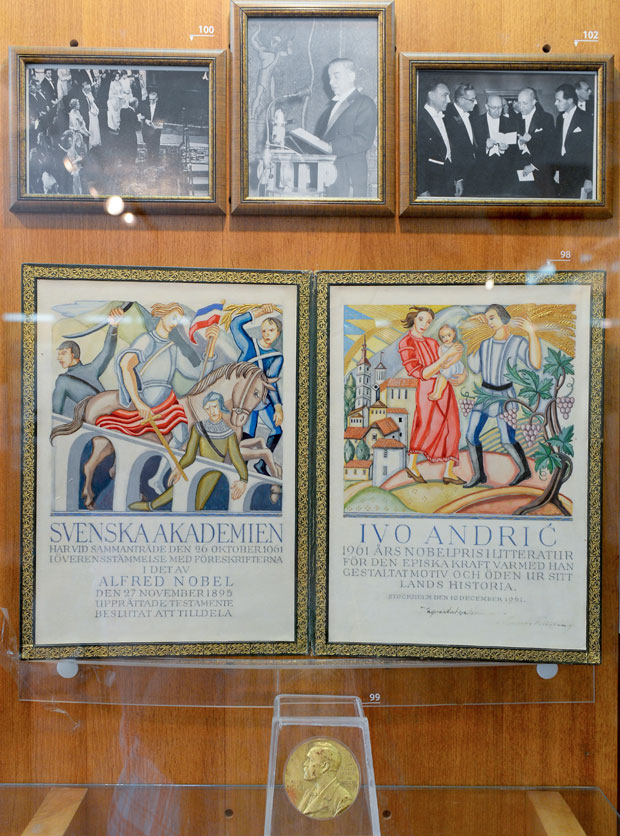 100
102
98
SVENSKA AKADEMIEN
HAR VID SAMMANTRÄDE DEN 26 OKTOBER 1961
I ÖVERENSSTÄMMELSE MED FÖRESKRIFTERNA
I DET AV
ALFRED NOBEL
DEN 27 NOVEMBER 1895
UPPRÄTTADE TESTAMENTE
BESLUTAT ATT TILLDELA
IVO ANDRIĆ
1961 ÅRS NOBELPRIS I LITTERATUR
FÖR DEN EPISKA KRAFT VARMED HAN
GESTALTAT MOTIV OCH ÖDEN UR SITT
LANDS HISTORIA.
STOCKHOLM DEN 10 DECEMBER 1961.
99